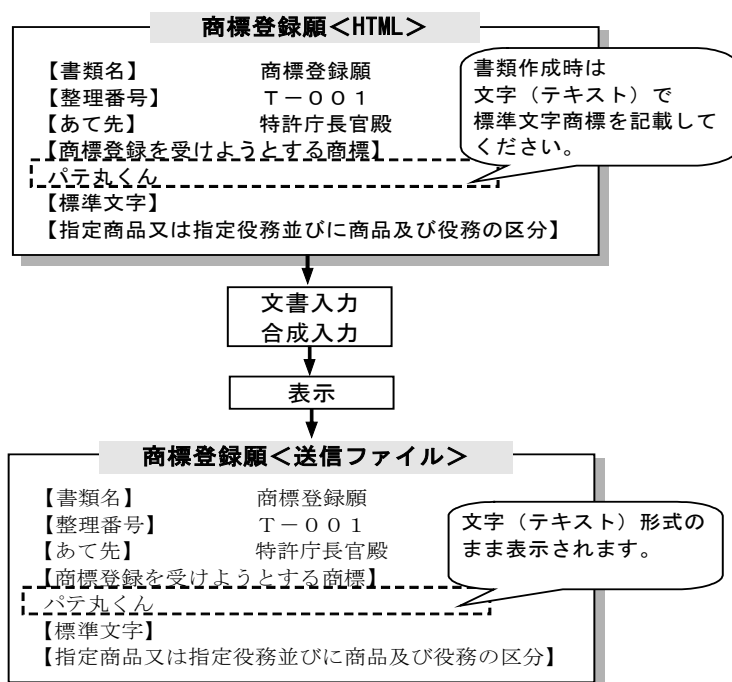 商標登録願＜HTML＞
【書類名】　商標登録願
【整理番号】　Ｔ－００１
【あて先】　特許庁長官殿
【商標登録を受けようとする商標】
パテ丸くん
【標準文字】
【指定商品又は指定役務並びに商品及び役務の区分】
書類作成時は
文字（テキスト）で
標準文字商標を記載して
ください。
文書入力
合成入力
表示
商標登録願＜送信ファイル＞
【書類名】　商標登録願
【整理番号】　Ｔ－００１
【あて先】　特許庁長官殿
【商標登録を受けようとする商標】
パテ丸くん
【標準文字】
【指定商品又は指定役務並びに商品及び役務の区分】
文字（テキスト）形式の
まま表示されます。